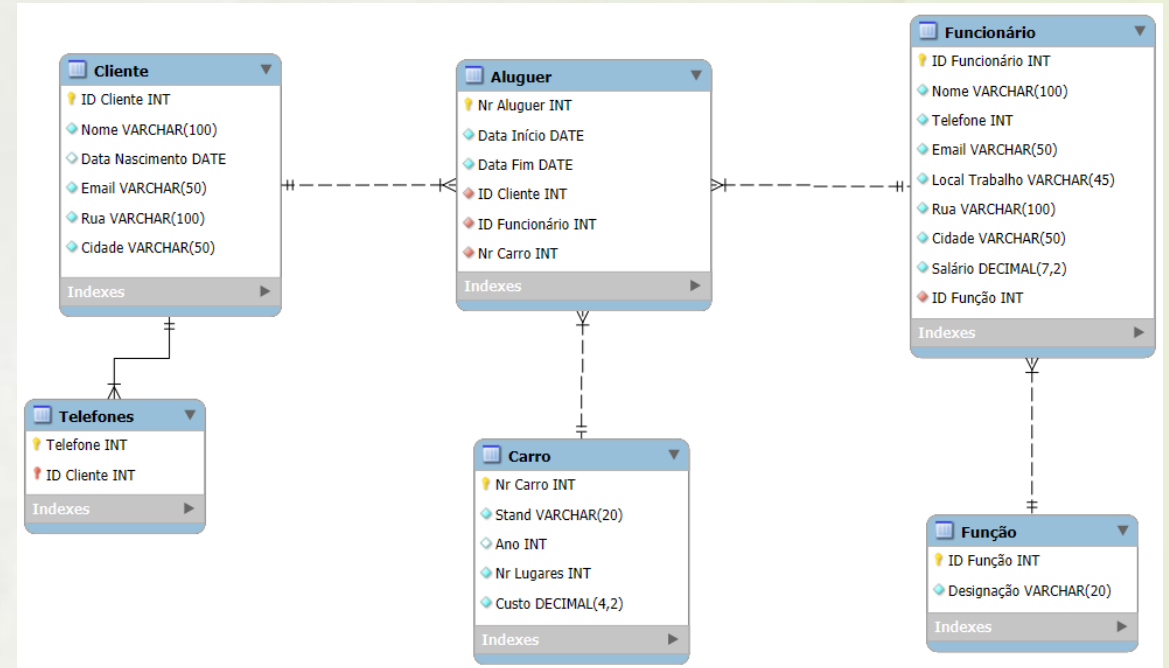 Cliente
ID Cliente INT
Nome VARCHAR(100)
Data Nascimento DATE
Email VARCHAR(50)
Rua VARCHAR(100)
Cidade VARCHAR(50)
Indexes
Telefones
Telefone INT
ID Cliente INT
Indexes
Aluguer
Nr Aluguer INT
Data Início DATE
Data Fim DATE
ID Cliente INT
ID Funcionário INT
Nr Carro INT
Indexes
Carro
Nr Carro INT
Stand VARCHAR(20)
Ano INT
Nr Lugares INT
Custo DECIMAL(4,2)
Indexes
Funcionário
ID Funcionário INT
Nome VARCHAR(100)
Telefone INT
Email VARCHAR(50)
Local Trabalho VARCHAR(45)
Rua VARCHAR(100)
Cidade VARCHAR(50)
Salário DECIMAL(7,2)
ID Função INT
Indexes
Função
ID Função INT
Designação VARCHAR(20)
Indexes